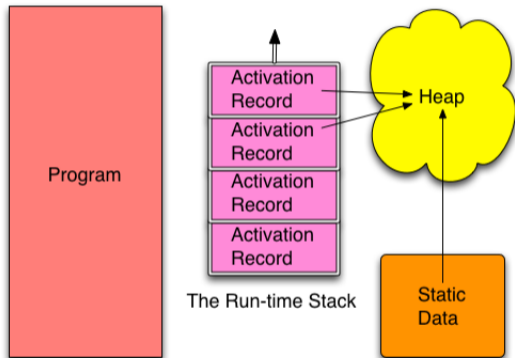 Program
Activation
Record
Activation
Record
Activation
Record
Activation
Record
The Run-time Stack
Heap
Static
Data